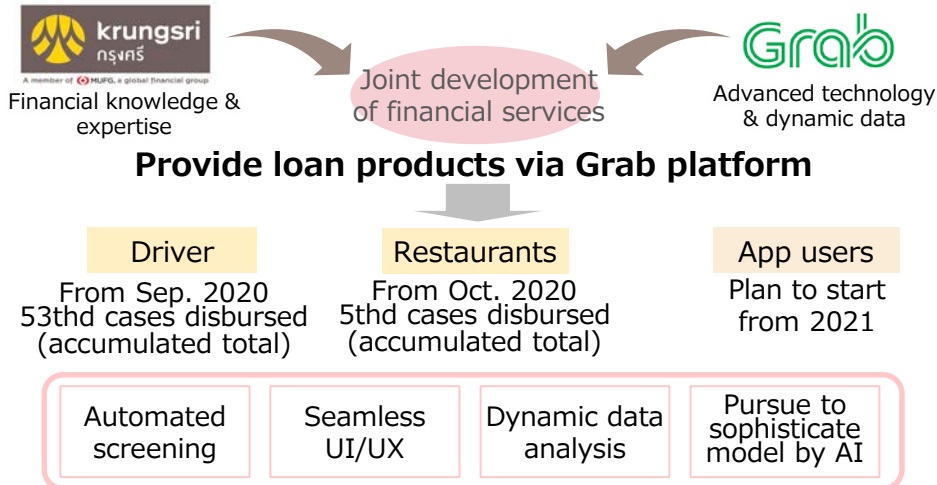 krungsri
กรุงศรี
A member of MUFG, a global financial group
Financial knowledge &
expertise
Joint development
of financial services
Grab
Advanced technology
& dynamic data
Provide loan products via Grab platform
Driver
From Sep. 2020
53thd cases disbursed
(accumulated total)
Restaurants
From Oct. 2020
5thd cases disbursed
(accumulated total)
App users
Plan to start
from 2021
Automated
screening
Seamless
UI/UX
Dynamic data
analysis
Pursue to
sophisticate
model by AI